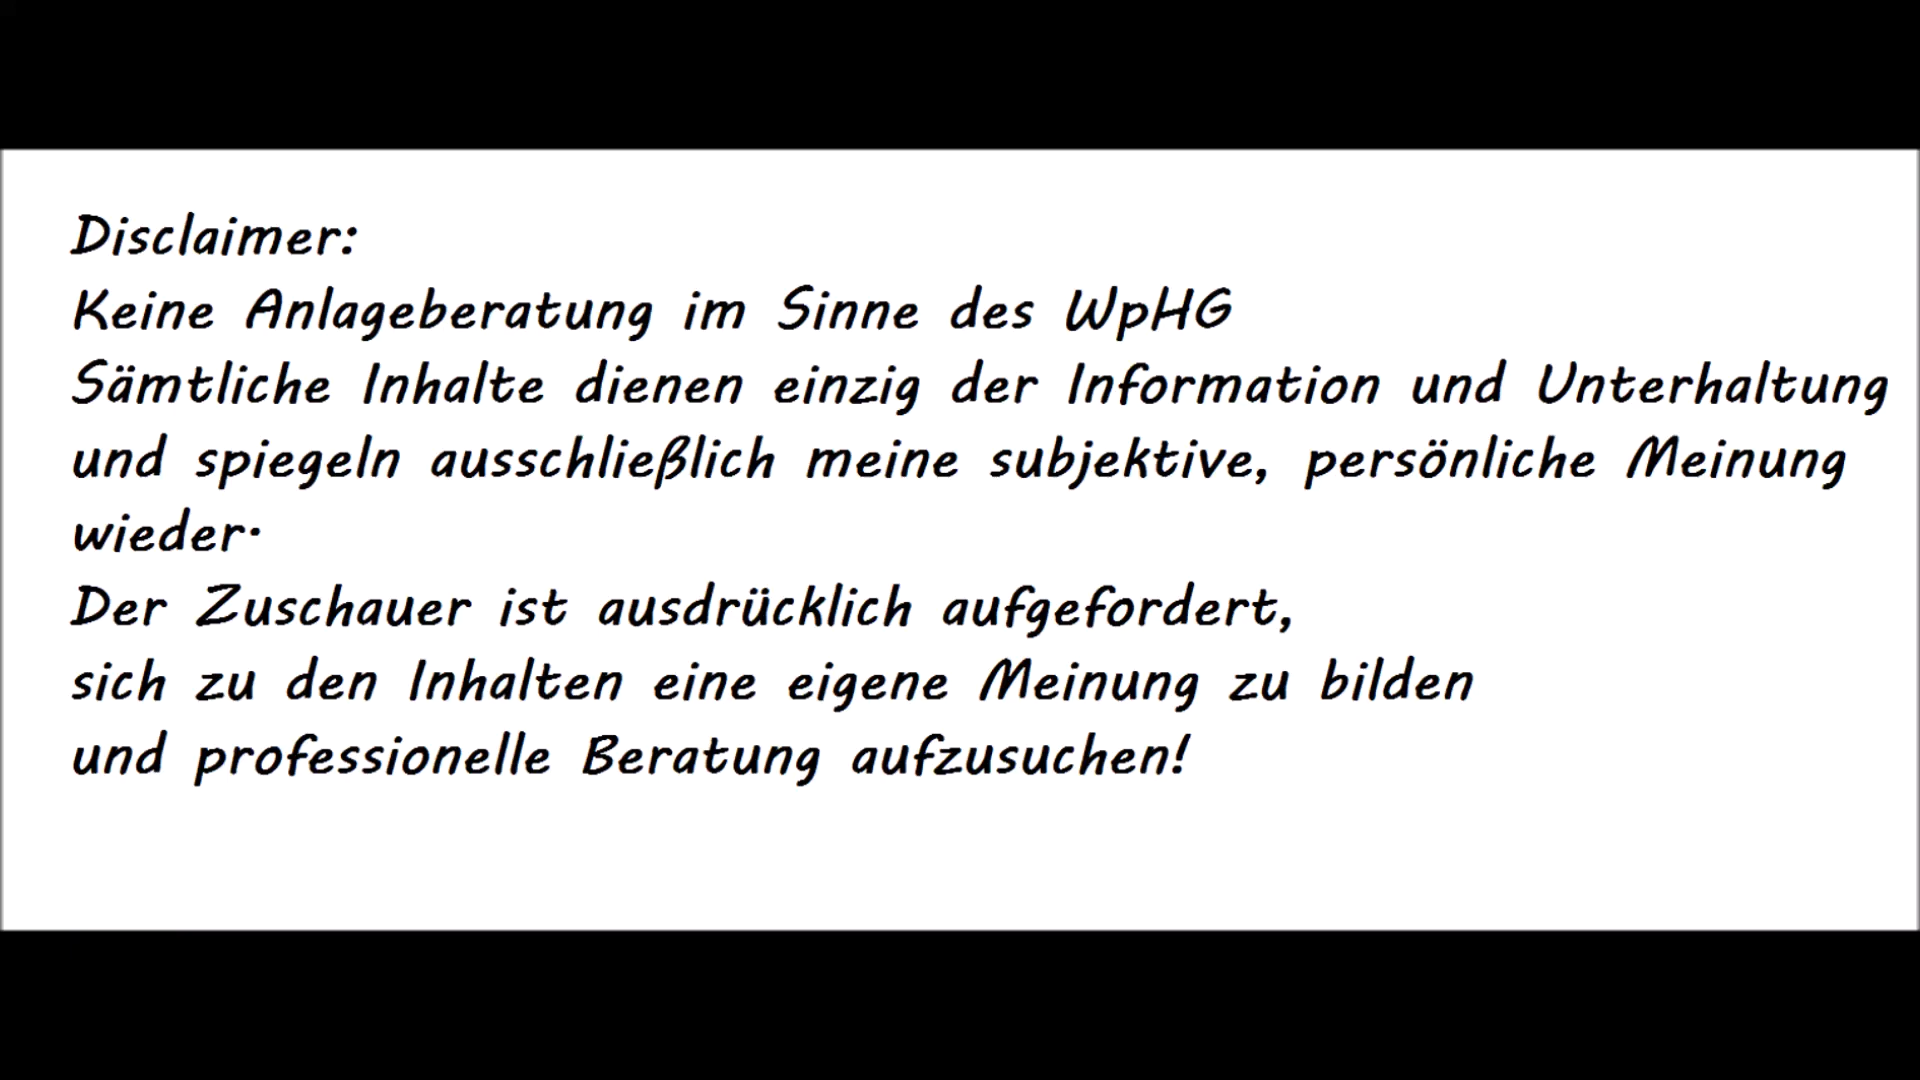 Disclaimer:
Keine Anlageberatung im Sinne des WpHG
Sämtliche Inhalte dienen einzig der Information und Unterhaltung
und spiegeln ausschließlich meine subjektive, persönliche Meinung
wieder.
Der Zuschauer ist ausdrücklich aufgefordert,
sich zu den Inhalten eine eigene Meinung zu bilden
und professionelle Beratung aufzusuchen!